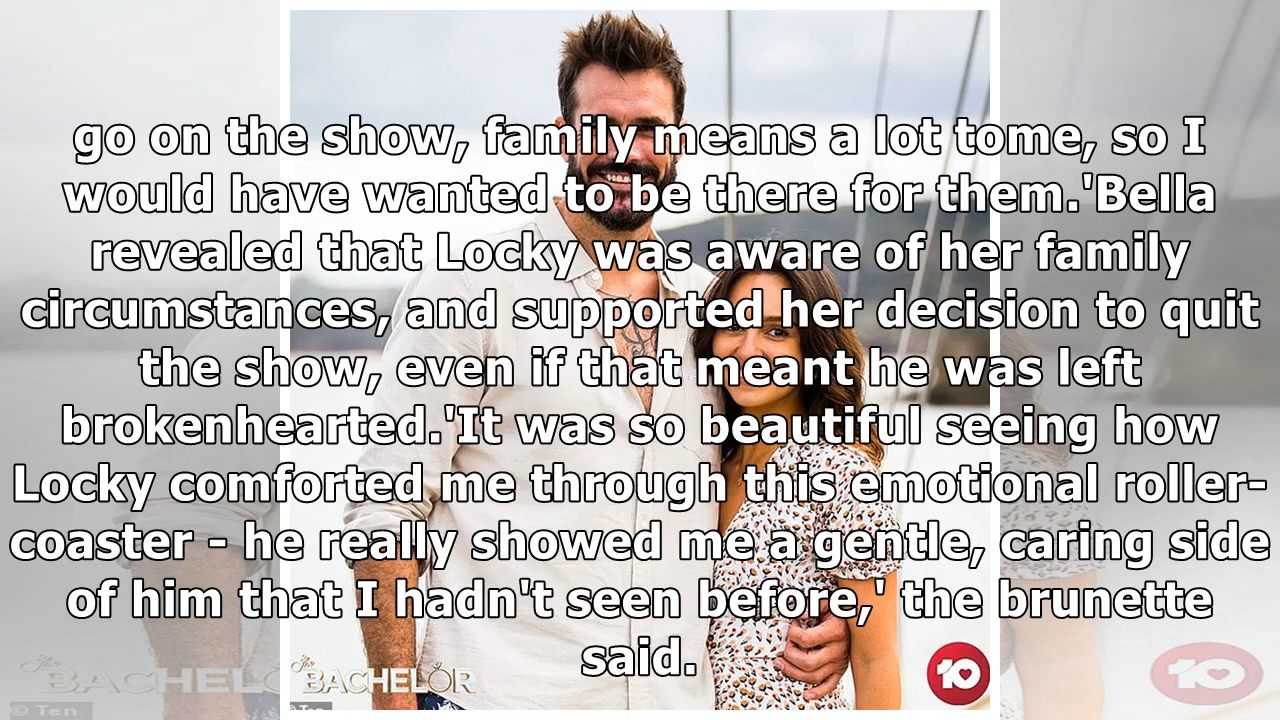 go on the show, family means a lot tome, so I
would have wanted to be there for them.'Bella
revealed that Locky was aware of her family
circumstances, and supported her decision to quit
the show, even if that meant he was left
brokenhearted.'It was so beautiful seeing how
Locky comforted me through this emotional roller-
coaster - he really showed me a gentle, caring side
of him that I hadn't seen before,' the brunette
said.
The BACHELOR
© Ten
The BACHELOR
Ten
10
10